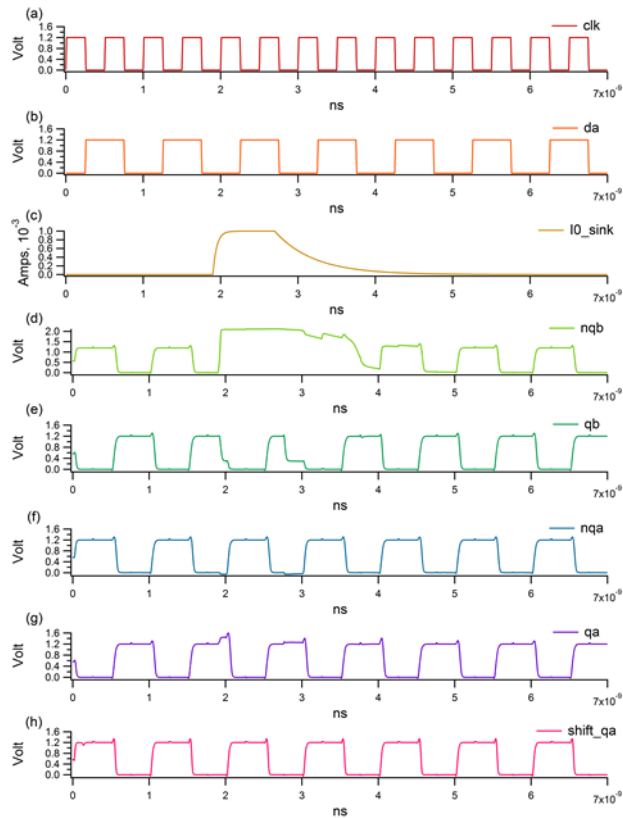 (a)
Volt
1.6
1.2
0.8
0.4
0.0
clk
0 1 2 3 4 5 6 7x10⁻⁹
ns
(b)
Volt
1.6
1.2
0.8
0.4
0.0
da
0 1 2 3 4 5 6 7x10⁻⁹
ns
(c)
Amps, 10⁻³
1.0
0.8
0.6
0.4
0.2
0.0
I0_sink
0 1 2 3 4 5 6 7x10⁻⁹
ns
(d)
Volt
2.0
1.5
1.0
0.5
0.0
nqb
0 1 2 3 4 5 6 7x10⁻⁹
ns
(e)
Volt
1.6
1.2
0.8
0.4
0.0
qb
0 1 2 3 4 5 6 7x10⁻⁹
ns
(f)
Volt
1.6
1.2
0.8
0.4
0.0
nqa
0 1 2 3 4 5 6 7x10⁻⁹
ns
(g)
Volt
1.6
1.2
0.8
0.4
0.0
qa
0 1 2 3 4 5 6 7x10⁻⁹
ns
(h)
Volt
1.6
1.2
0.8
0.4
0.0
shift_qa
0 1 2 3 4 5 6 7x10⁻⁹
ns